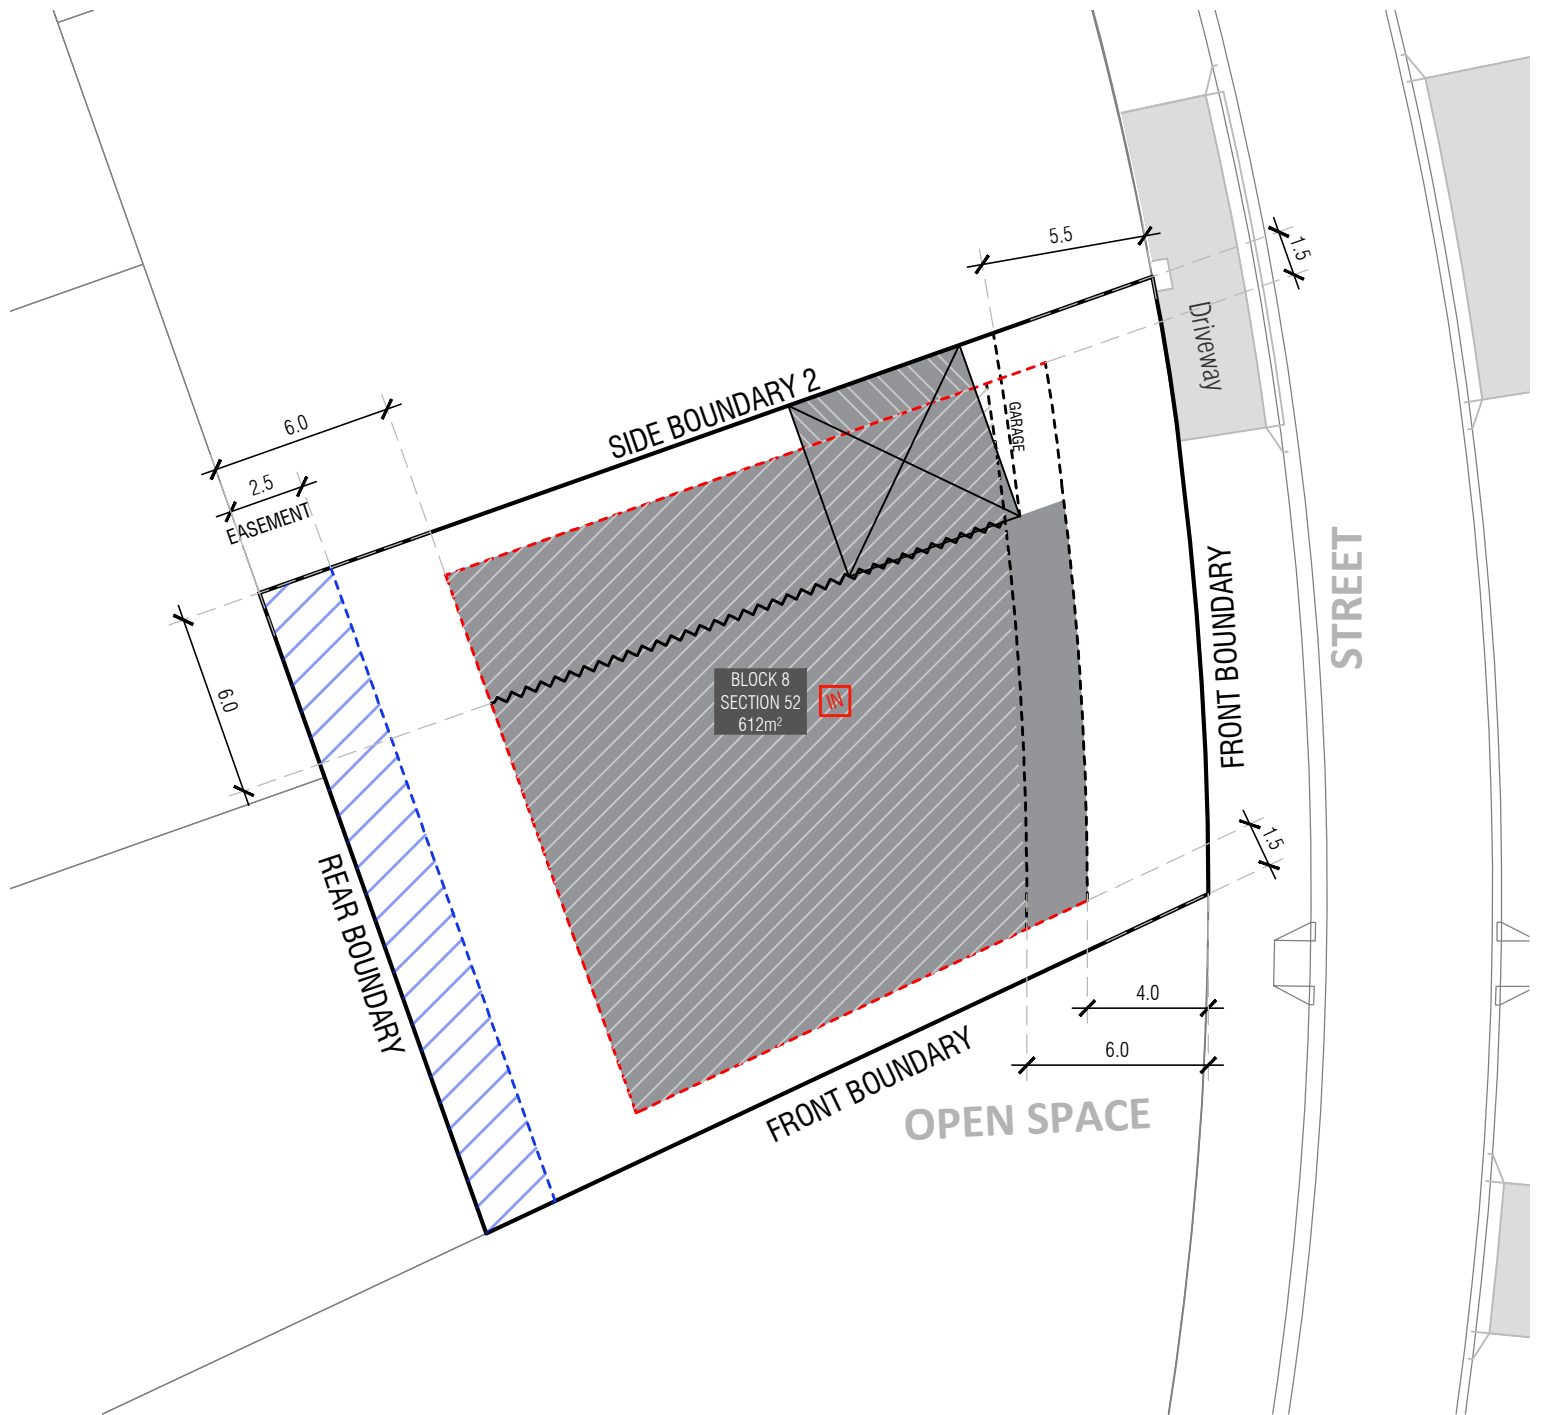 5.5
1.5
Driveway
SIDE BOUNDARY 2
6.0
2.5
EASEMENT
GARAGE
6.0
BLOCK 8
SECTION 52
612m²
IN
FRONT BOUNDARY
STREET
REAR BOUNDARY
1.5
4.0
6.0
FRONT BOUNDARY
OPEN SPACE